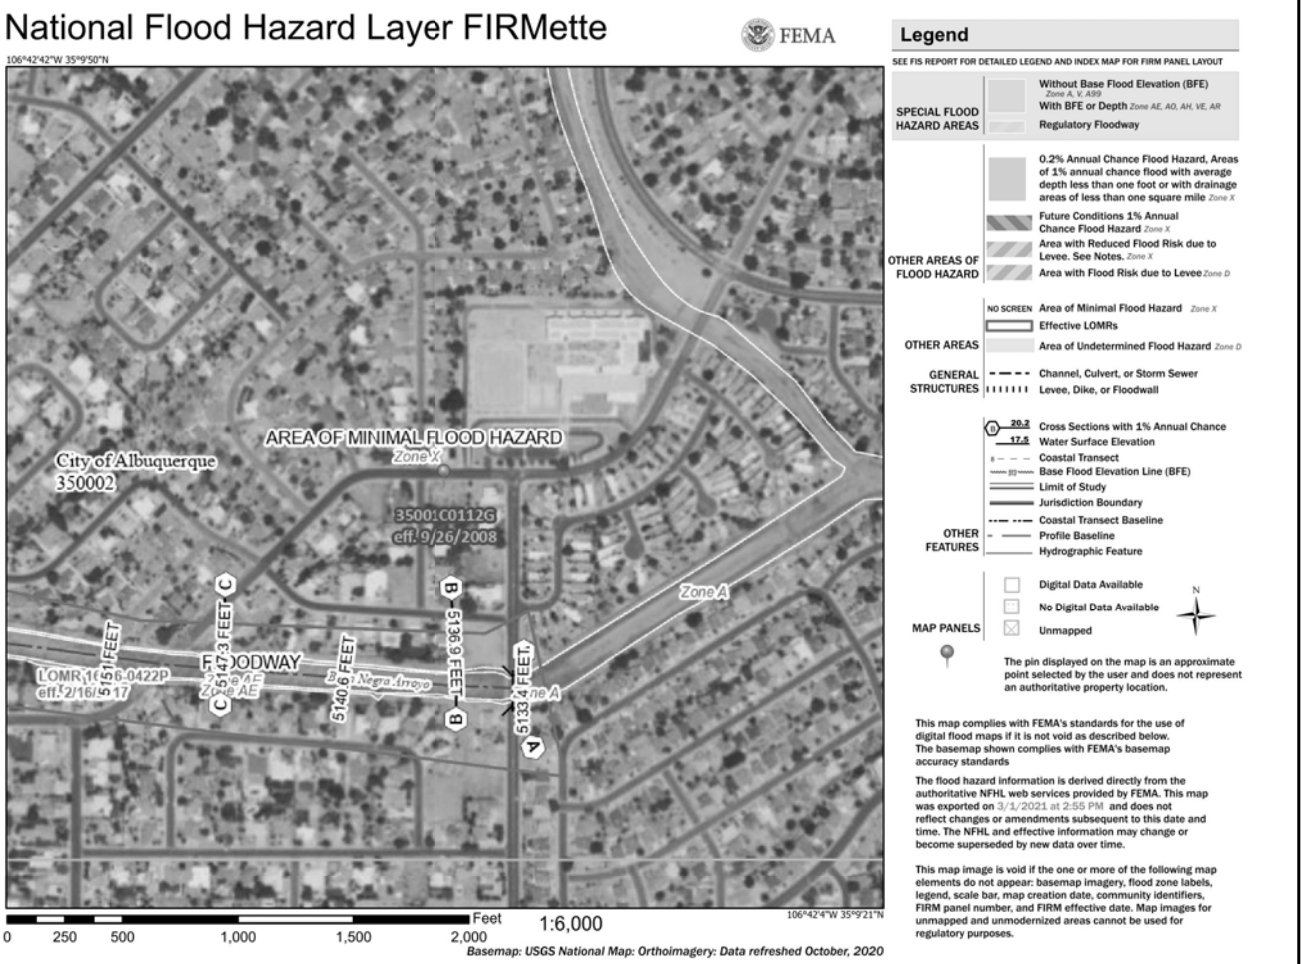 National Flood Hazard Layer FIRMette
FEMA
106°42'42"W 35°9'50"N
AREA OF MINIMAL FLOOD HAZARD
Zone X
City of Albuquerque
350002
35001C0112G
eff. 9/26/2008
Zone A
C
B
5151 FEET
5147.3 FEET
FLOODWAY
5140.6 FEET
5136.9 FEET
5133.4 FEET
Negra Arroyo
Zone AE
Zone AE
eff. 2/16/
C
B
A
0 250 500 1,000 1,500 2,000
Feet
1:6,000
106°42'4"W 35°9'21"N
Basemap: USGS National Map: Orthoimagery: Data refreshed October, 2020
Legend
SEE FIS REPORT FOR DETAILED LEGEND AND INDEX MAP FOR FIRM PANEL LAYOUT
SPECIAL FLOOD
HAZARD AREAS
Without Base Flood Elevation (BFE)
Zone A, V, A99
With BFE or Depth Zone AE, AO, AH, VE, AR
Regulatory Floodway
OTHER AREAS OF
FLOOD HAZARD
0.2% Annual Chance Flood Hazard, Areas
of 1% annual chance flood with average
depth less than one foot or with drainage
areas of less than one square mile Zone X
Future Conditions 1% Annual
Chance Flood Hazard Zone X
Area with Reduced Flood Risk due to
Levee. See Notes. Zone X
Area with Flood Risk due to Levee Zone D
OTHER AREAS
NO SCREEN Area of Minimal Flood Hazard Zone X
Effective LOMRs
Area of Undetermined Flood Hazard Zone D
GENERAL
STRUCTURES
Channel, Culvert, or Storm Sewer
Levee, Dike, or Floodwall
OTHER
FEATURES
20.2 Cross Sections with 1% Annual Chance
17.5 Water Surface Elevation
Coastal Transect
Base Flood Elevation Line (BFE)
Limit of Study
Jurisdiction Boundary
Coastal Transect Baseline
Profile Baseline
Hydrographic Feature
MAP PANELS
Digital Data Available
No Digital Data Available
Unmapped
N
The pin displayed on the map is an approximate
point selected by the user and does not represent
an authoritative property location.
This map complies with FEMA's standards for the use of
digital flood maps if it is not void as described below.
The basemap shown complies with FEMA's basemap
accuracy standards
The flood hazard information is derived directly from the
authoritative NFHL web services provided by FEMA. This map
was exported on 3/1/2021 at 2:55 PM and does not
reflect changes or amendments subsequent to this date and
time. The NFHL and effective information may change or
become superseded by new data over time.
This map image is void if the one or more of the following map
elements do not appear: basemap imagery, flood zone labels,
legend, scale bar, map creation date, community identifiers,
FIRM panel number, and FIRM effective date. Map images for
unmapped and unmodernized areas cannot be used for
regulatory purposes.